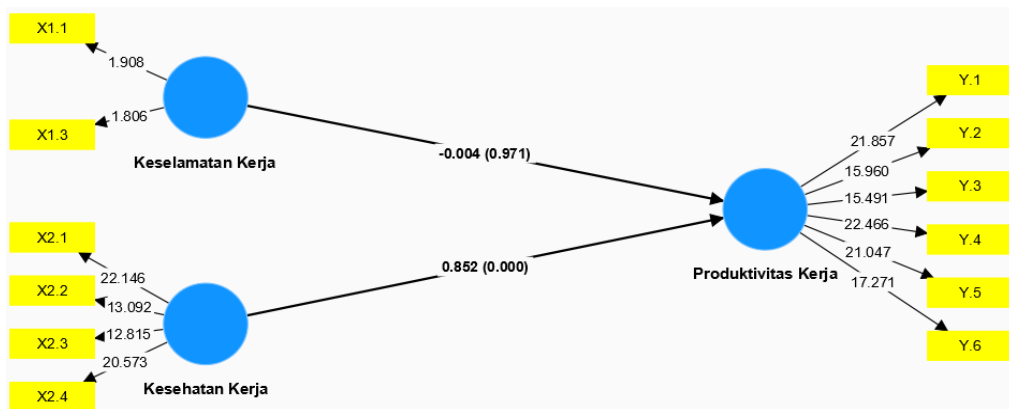 X1.1
1.908
1.806
X1.3
Keselamatan Kerja
-0.004 (0.971)
X2.1
22.146
X2.2
13.092
X2.3
12.815
20.573
X2.4
Kesehatan Kerja
0.852 (0.000)
Produktivitas Kerja
Y.1
21.857
Y.2
15.960
Y.3
15.491
22.466
Y.4
21.047
Y.5
17.271
Y.6